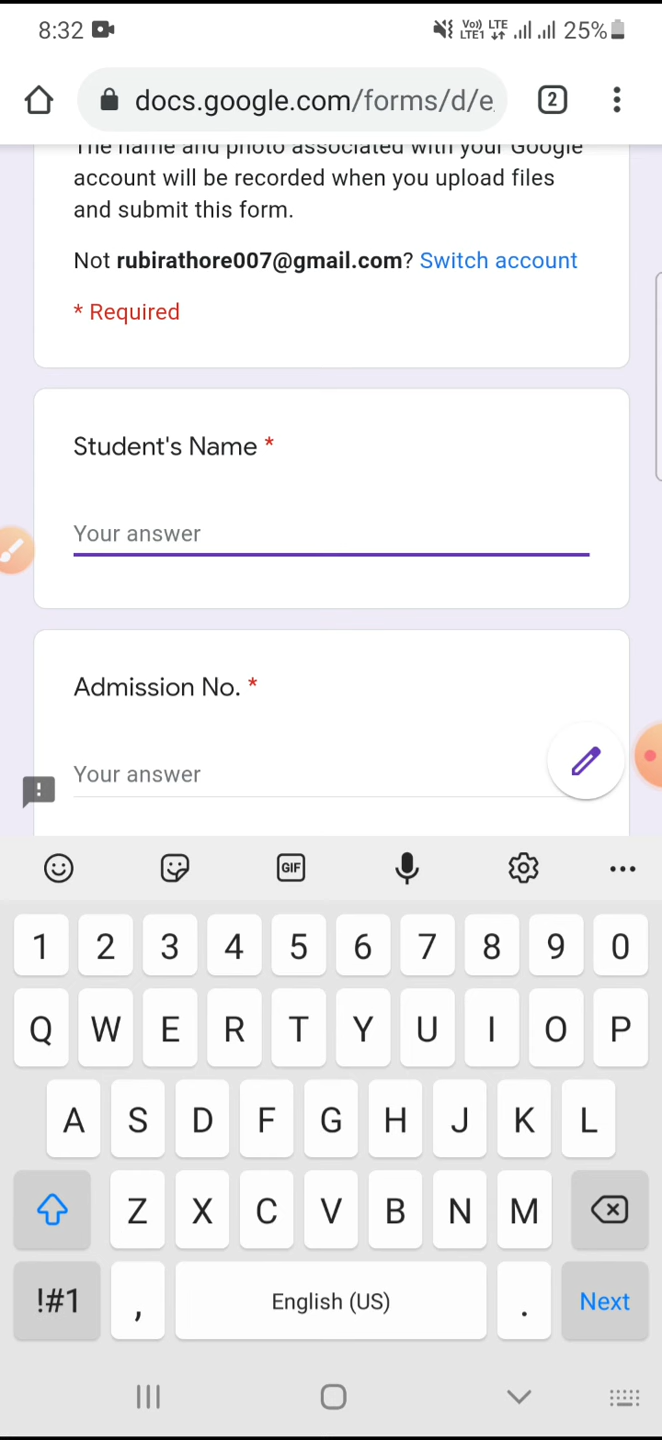 8:32
Vo)) LTE
LTE1 25%
docs.google.com/forms/d/e
2
The name and photo associated with your Google
account will be recorded when you upload files
and submit this form.
Not rubirathore007@gmail.com? Switch account
* Required
Student's Name *
Your answer
Admission No. *
Your answer
GIF
1 2 3 4 5 6 7 8 9 0
Q W E R T Y U I O P
A S D F G H J K L
Z X C V B N M
!#1 , English (US) . Next